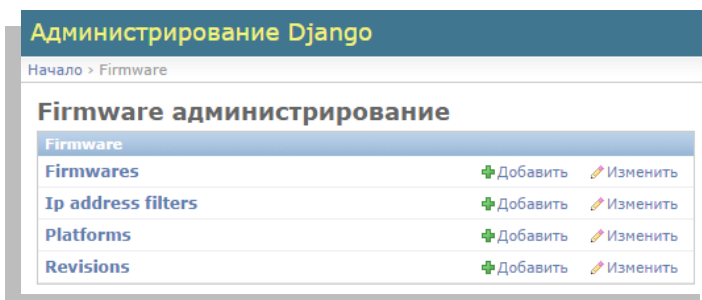 Администрирование Django
Начало › Firmware
Firmware администрирование
Firmware
Firmwares Добавить Изменить
Ip address filters Добавить Изменить
Platforms Добавить Изменить
Revisions Добавить Изменить